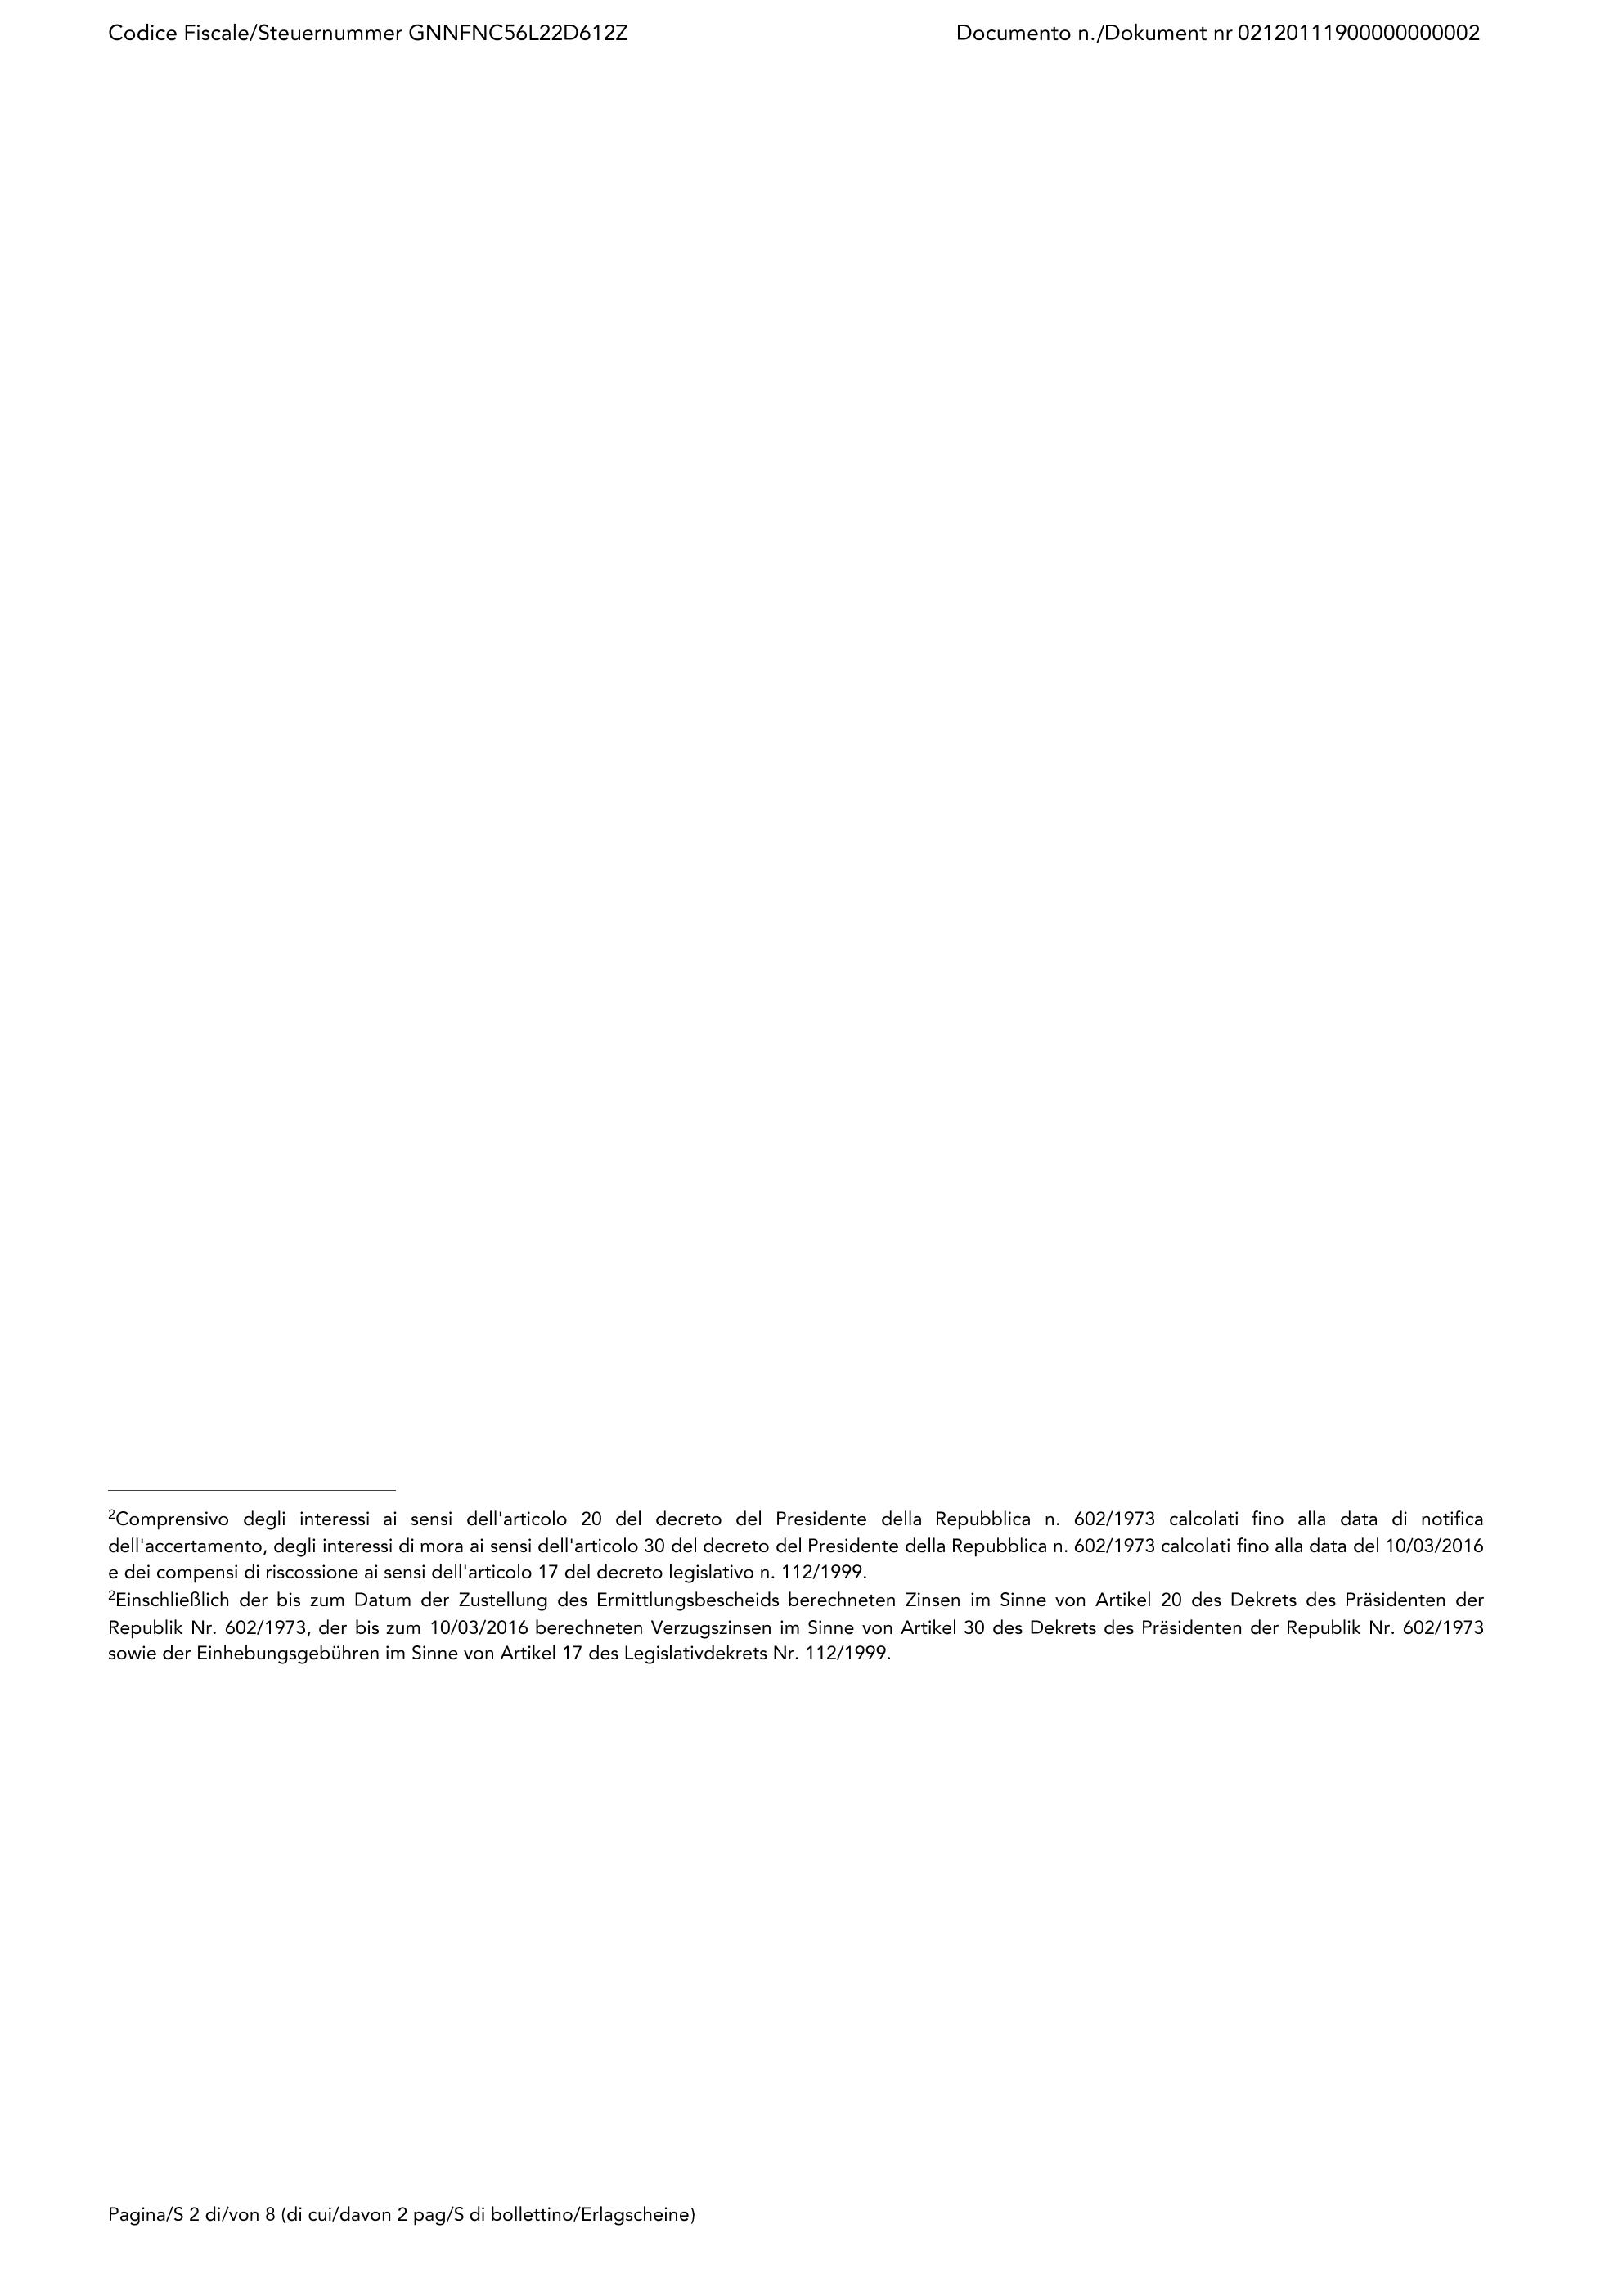 Codice Fiscale/Steuernummer GNNFNC56L22D612Z Documento n./Dokument nr 02120111900000000002
²Comprensivo degli interessi ai sensi dell'articolo 20 del decreto del Presidente della Repubblica n. 602/1973 calcolati fino alla data di notifica
dell'accertamento, degli interessi di mora ai sensi dell'articolo 30 del decreto del Presidente della Repubblica n. 602/1973 calcolati fino alla data del 10/03/2016
e dei compensi di riscossione ai sensi dell'articolo 17 del decreto legislativo n. 112/1999.
²Einschließlich der bis zum Datum der Zustellung des Ermittlungsbescheids berechneten Zinsen im Sinne von Artikel 20 des Dekrets des Präsidenten der
Republik Nr. 602/1973, der bis zum 10/03/2016 berechneten Verzugszinsen im Sinne von Artikel 30 des Dekrets des Präsidenten der Republik Nr. 602/1973
sowie der Einhebungsgebühren im Sinne von Artikel 17 des Legislativdekrets Nr. 112/1999.
Pagina/S 2 di/von 8 (di cui/davon 2 pag/S di bollettino/Erlagscheine)